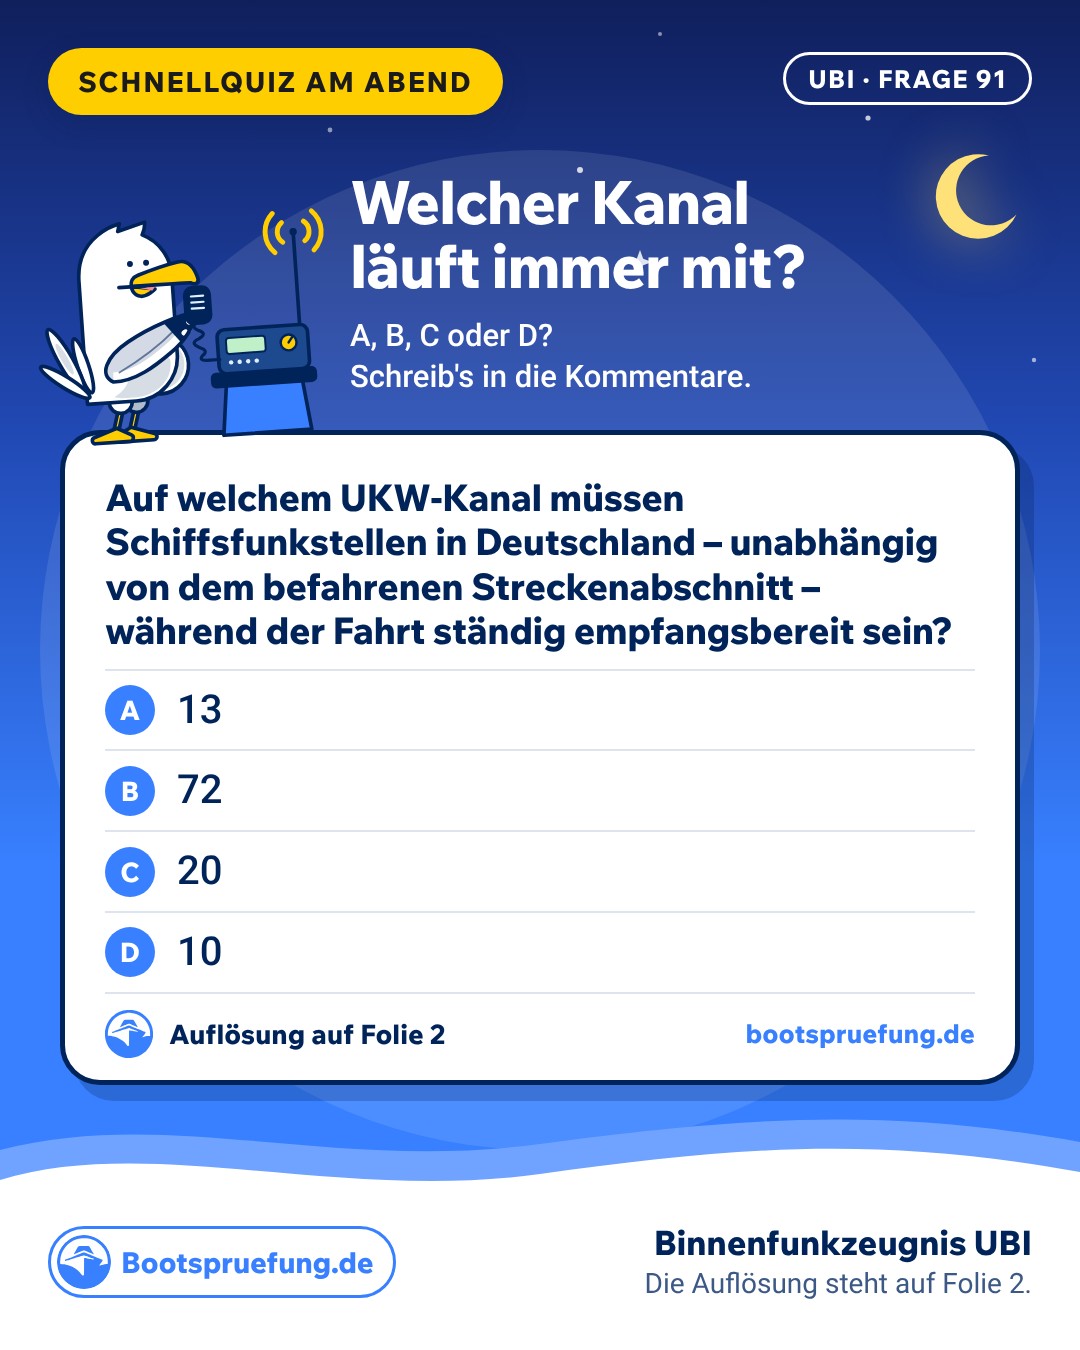 SCHNELLQUIZ AM ABEND
UBI · FRAGE 91
Welcher Kanal
läuft immer mit?
A, B, C oder D?
Schreib's in die Kommentare.
Auf welchem UKW-Kanal müssen
Schiffsfunkstellen in Deutschland – unabhängig
von dem befahrenen Streckenabschnitt –
während der Fahrt ständig empfangsbereit sein?
A 13
B 72
C 20
D 10
Auflösung auf Folie 2
bootspruefung.de
Bootspruefung.de
Binnenfunkzeugnis UBI
Die Auflösung steht auf Folie 2.